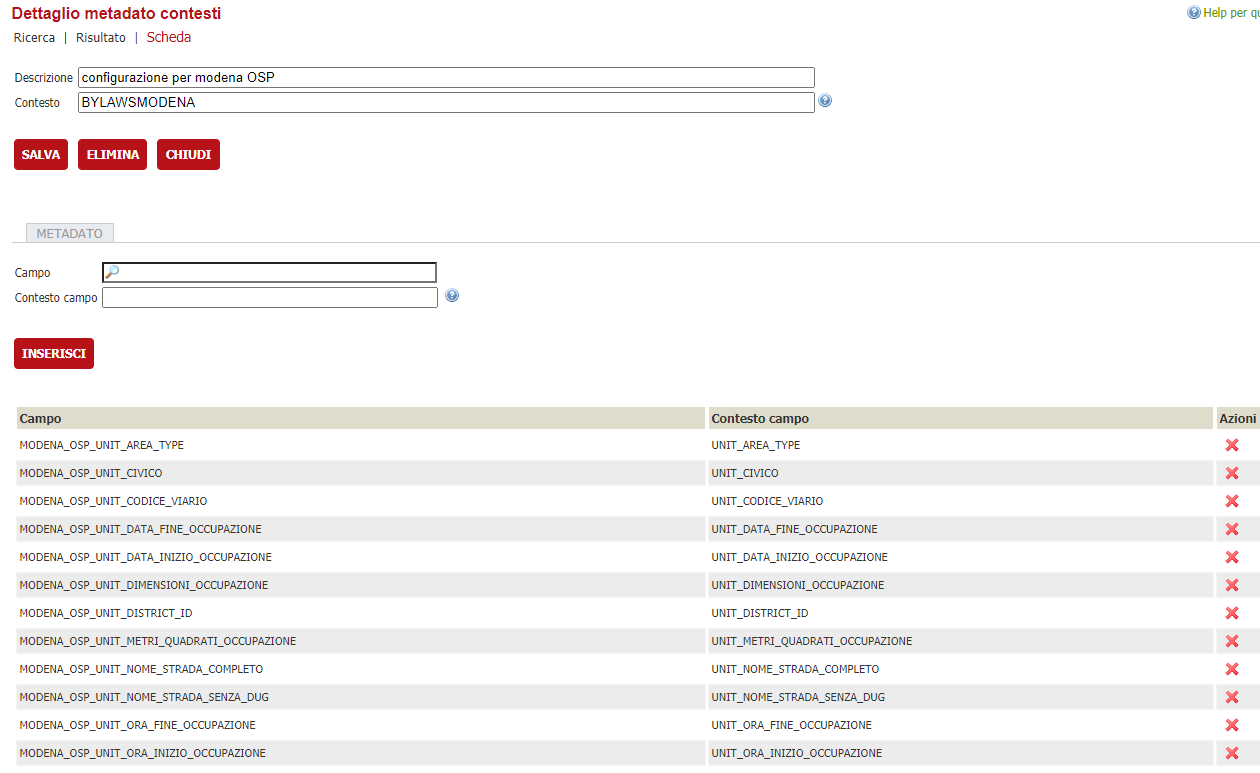 Dettaglio metadato contesti
Help per qu
Ricerca | Risultato | Scheda
Descrizione configurazione per modena OSP
Contesto BYLAWSMODENA
SALVA ELIMINA CHIUDI
METADATO
Campo
Contesto campo
INSERISCI
Campo Contesto campo Azioni
MODENA_OSP_UNIT_AREA_TYPE UNIT_AREA_TYPE
MODENA_OSP_UNIT_CIVICO UNIT_CIVICO
MODENA_OSP_UNIT_CODICE_VIARIO UNIT_CODICE_VIARIO
MODENA_OSP_UNIT_DATA_FINE_OCCUPAZIONE UNIT_DATA_FINE_OCCUPAZIONE
MODENA_OSP_UNIT_DATA_INIZIO_OCCUPAZIONE UNIT_DATA_INIZIO_OCCUPAZIONE
MODENA_OSP_UNIT_DIMENSIONI_OCCUPAZIONE UNIT_DIMENSIONI_OCCUPAZIONE
MODENA_OSP_UNIT_DISTRICT_ID UNIT_DISTRICT_ID
MODENA_OSP_UNIT_METRI_QUADRATI_OCCUPAZIONE UNIT_METRI_QUADRATI_OCCUPAZIONE
MODENA_OSP_UNIT_NOME_STRADA_COMPLETO UNIT_NOME_STRADA_COMPLETO
MODENA_OSP_UNIT_NOME_STRADA_SENZA_DUG UNIT_NOME_STRADA_SENZA_DUG
MODENA_OSP_UNIT_ORA_FINE_OCCUPAZIONE UNIT_ORA_FINE_OCCUPAZIONE
MODENA_OSP_UNIT_ORA_INIZIO_OCCUPAZIONE UNIT_ORA_INIZIO_OCCUPAZIONE